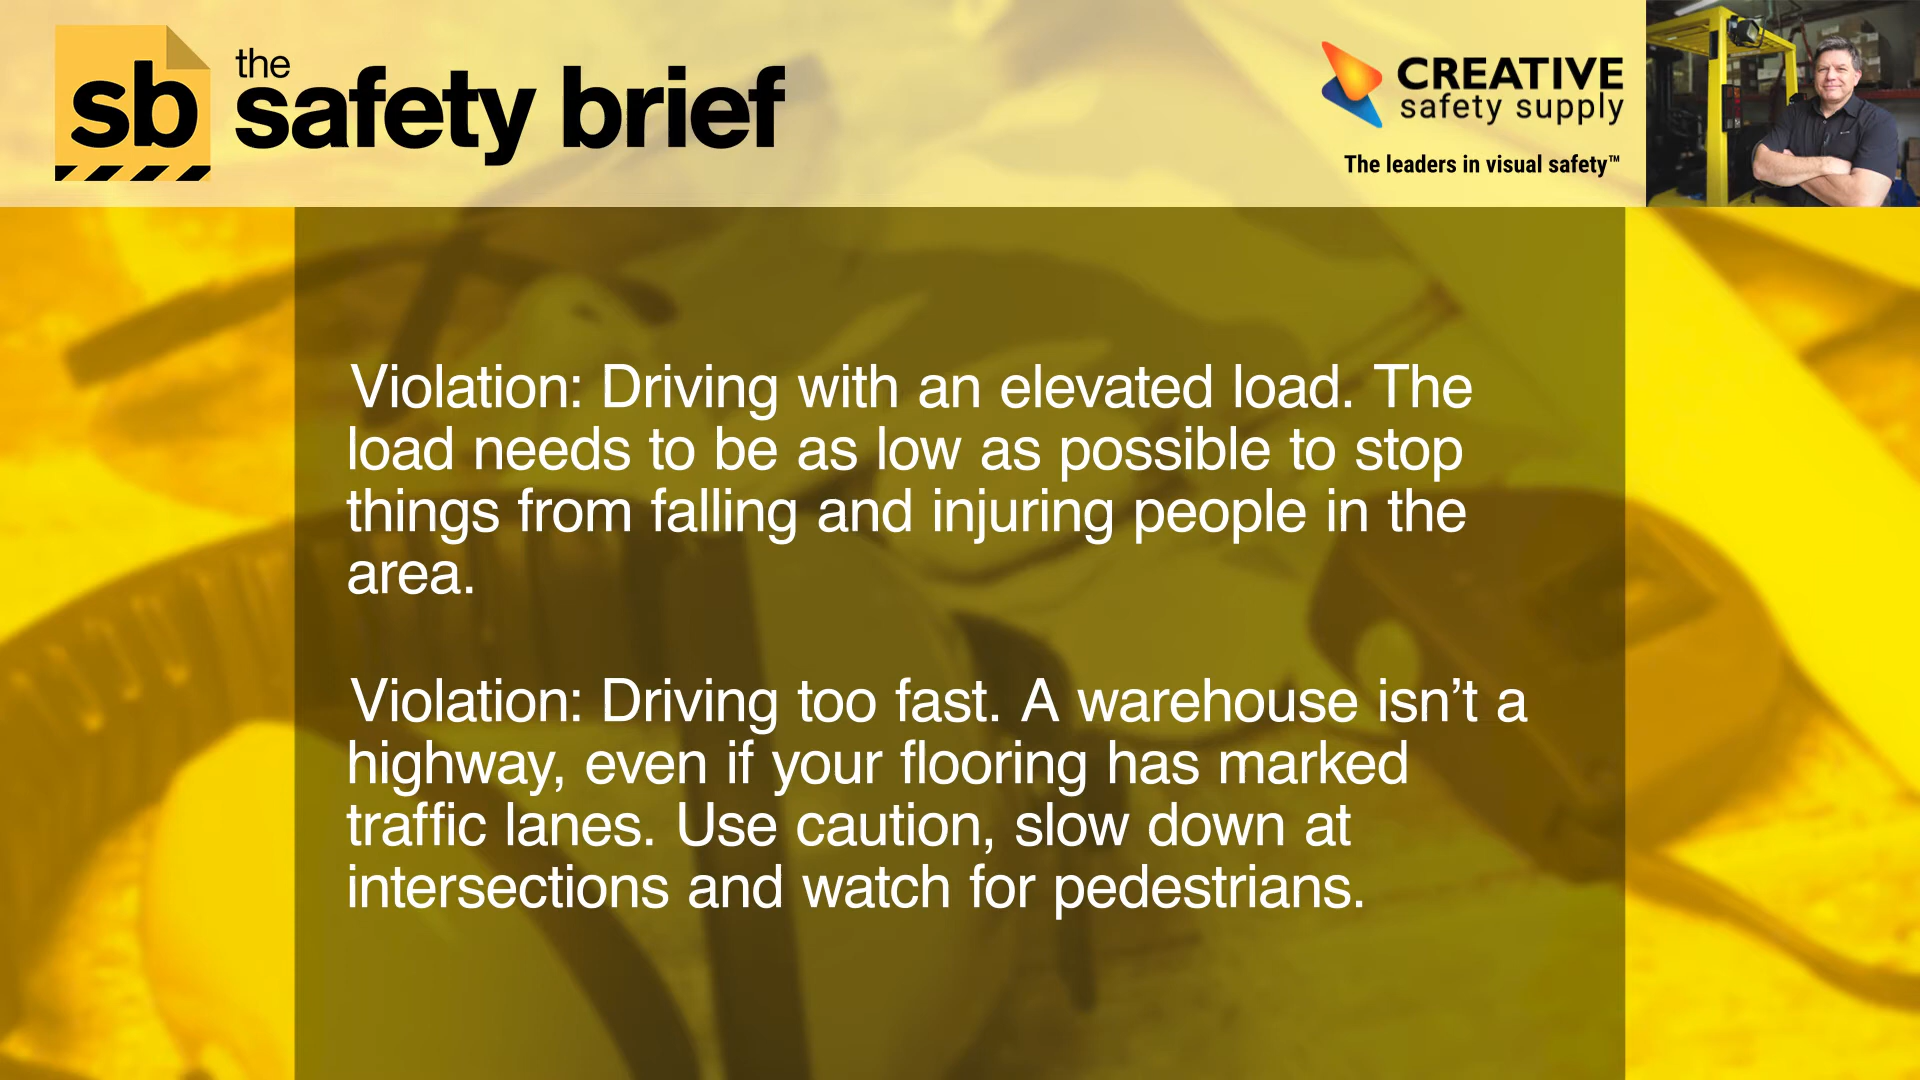 sb
the
safety brief
CREATIVE
safety supply
The leaders in visual safety™
Violation: Driving with an elevated load. The
load needs to be as low as possible to stop
things from falling and injuring people in the
area.
Violation: Driving too fast. A warehouse isn’t a
highway, even if your flooring has marked
traffic lanes. Use caution, slow down at
intersections and watch for pedestrians.